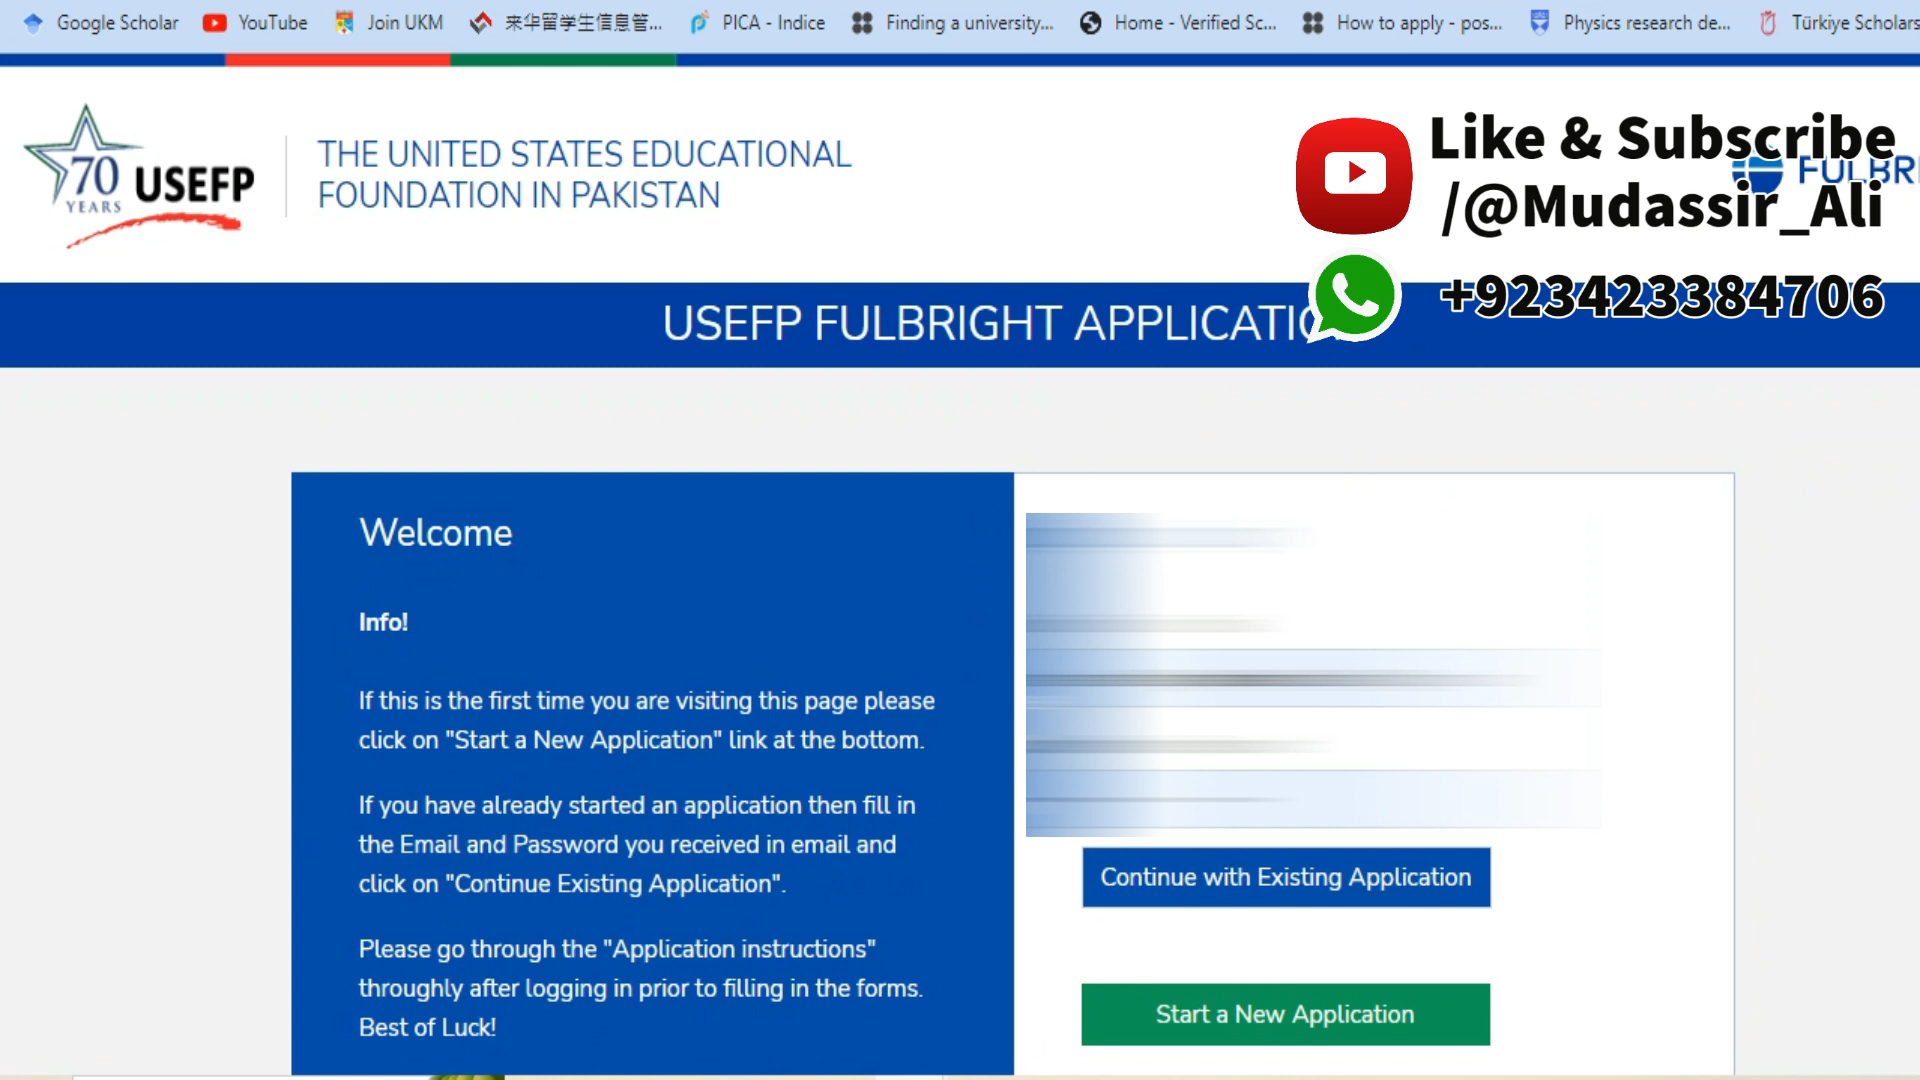 Google Scholar
YouTube
Join UKM
来华留学生信息管...
PICA - Indice
Finding a university...
Home - Verified Sc...
How to apply - pos...
Physics research de...
Türkiye Scholars
70
YEARS
USEFP
THE UNITED STATES EDUCATIONAL
FOUNDATION IN PAKISTAN
Like & Subscribe
FULBRI
/@Mudassir_Ali
+923423384706
USEFP FULBRIGHT APPLICATIO
Welcome
Info!
If this is the first time you are visiting this page please
click on "Start a New Application" link at the bottom.
If you have already started an application then fill in
the Email and Password you received in email and
click on "Continue Existing Application".
Please go through the "Application instructions"
throughly after logging in prior to filling in the forms.
Best of Luck!
Continue with Existing Application
Start a New Application